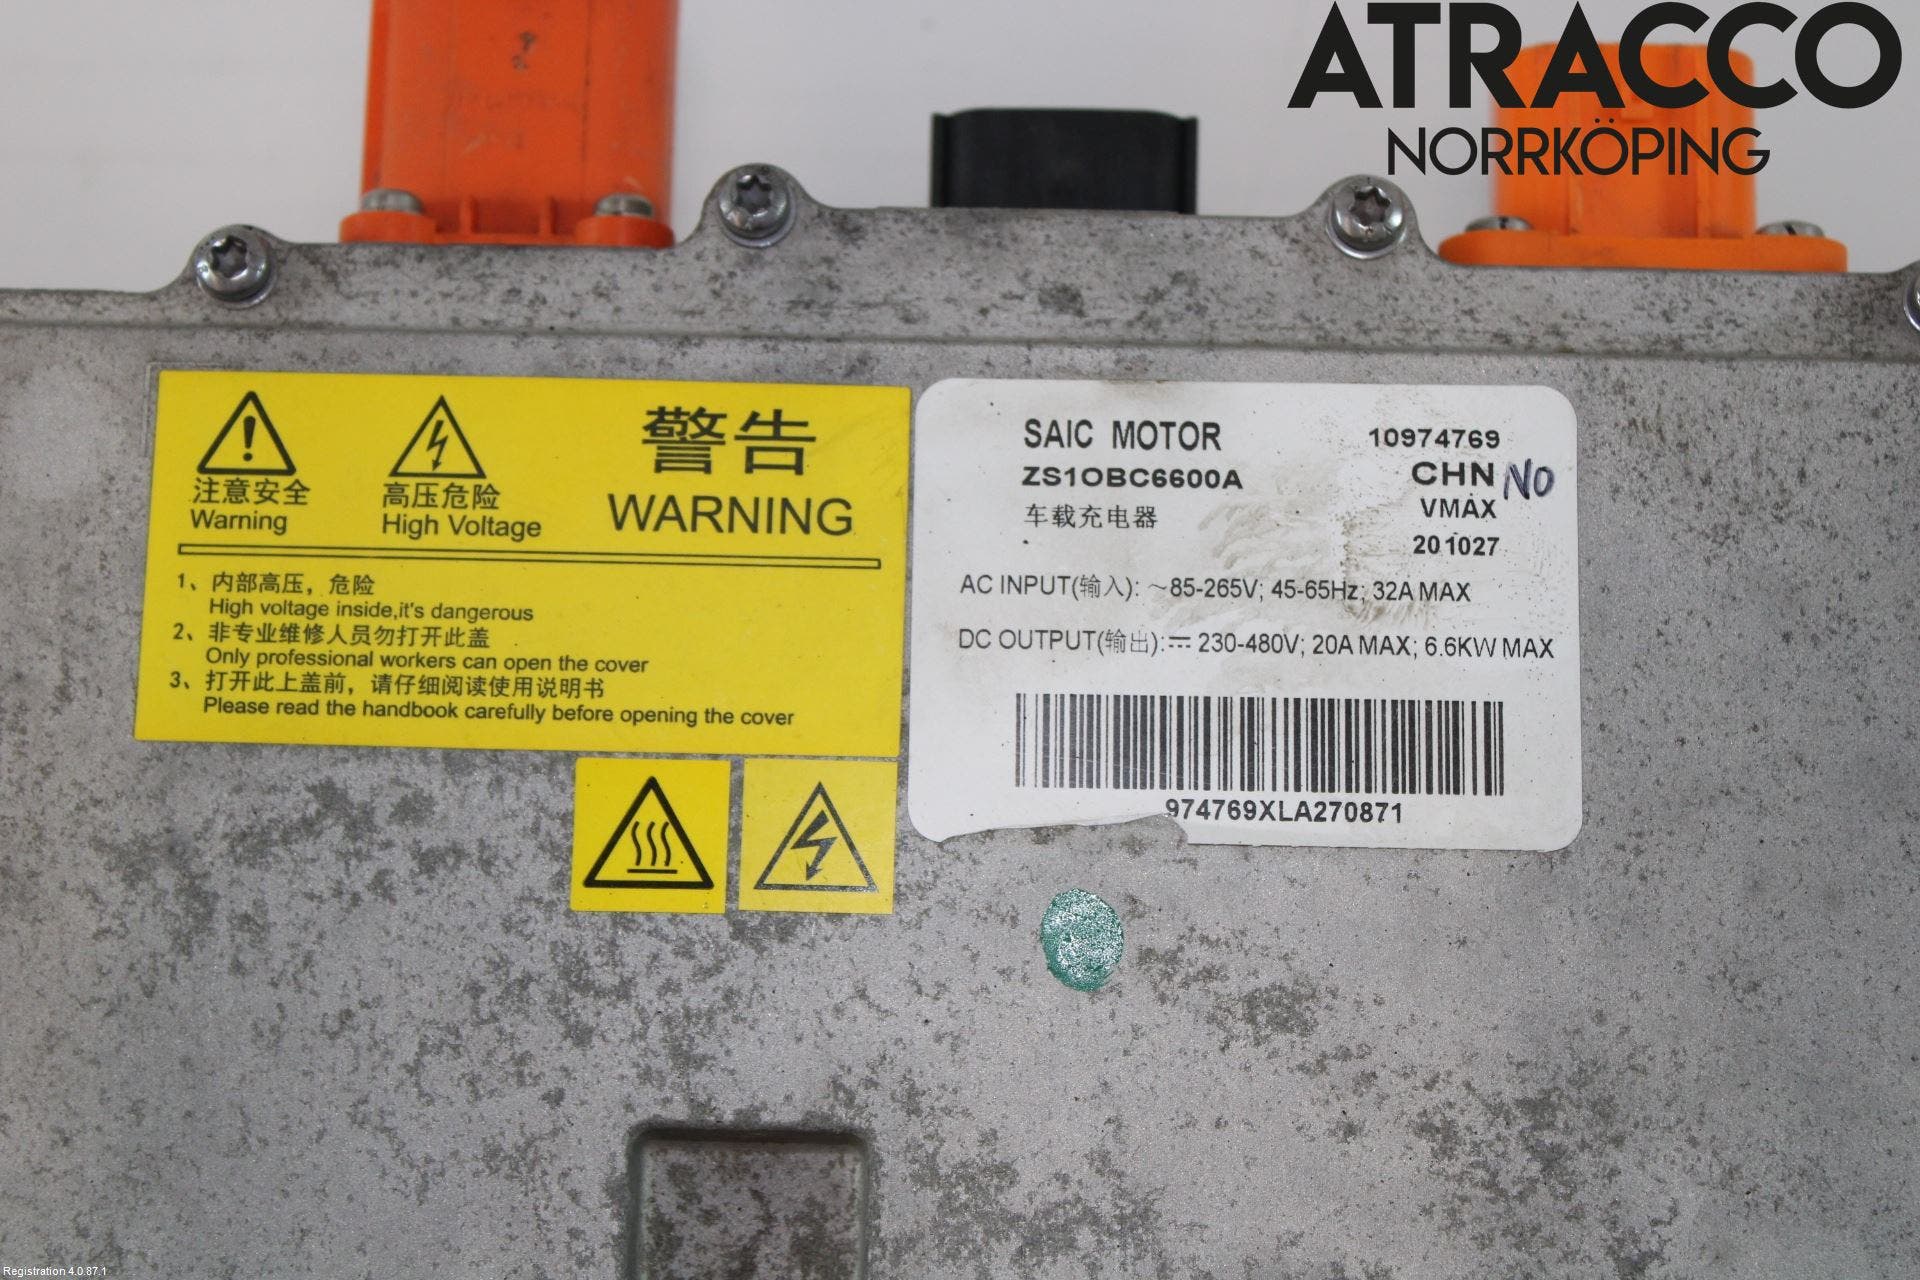 ATRACCO
NORRKÖPING
注意安全
Warning
高压危险
High Voltage
警告
WARNING
1、内部高压，危险
High voltage inside,it's dangerous
2、非专业维修人员勿打开此盖
Only professional workers can open the cover
3、打开此上盖前，请仔细阅读使用说明书
Please read the handbook carefully before opening the cover
SAIC MOTOR 10974769
ZS1OBC6600A CHN NO
VMAX
车载充电器
201027
AC INPUT(输入): ~85-265V; 45-65Hz; 32A MAX
DC OUTPUT(输出):⎓ 230-480V; 20A MAX; 6.6KW MAX
974769XLA270871
Registration 4.0.87.1